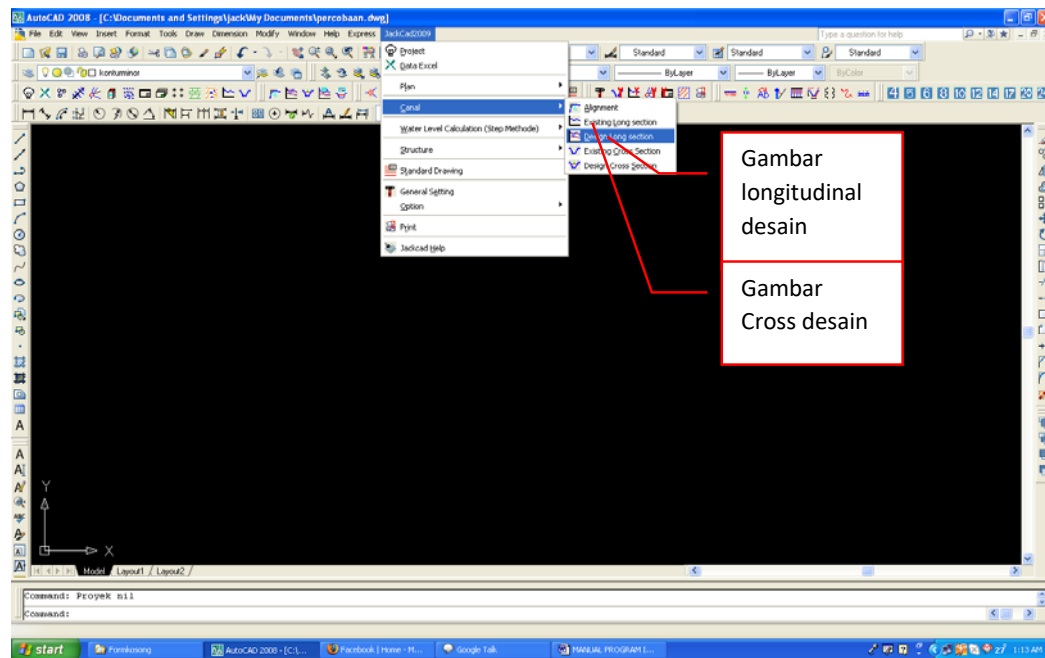 AutoCAD 2008 - [C:\Documents and Settings\jack\My Documents\percobaan.dwg]
File Edit View Insert Format Tools Draw Dimension Modify Window Help Express JackCad2009
Type a question for help
Standard Standard Standard
konturminor ByLayer ByLayer ByColor
Project
Data Excel
Plan
Canal
Water Level Calculation (Step Methode)
Structure
Standard Drawing
General Setting
Option
Print
Jackcad Help
Alignment
Existing Long section
Design Long section
Existing Cross Section
Design Cross Section
Gambar
longitudinal
desain
Gambar
Cross desain
Y
X
Model Layout1 Layout2
Command: Proyek nil
Command:
start Formkosong AutoCAD 2008 - [C:\... Facebook | Home - M... Google Talk MANUAL PROGRAM I... 1:13 AM